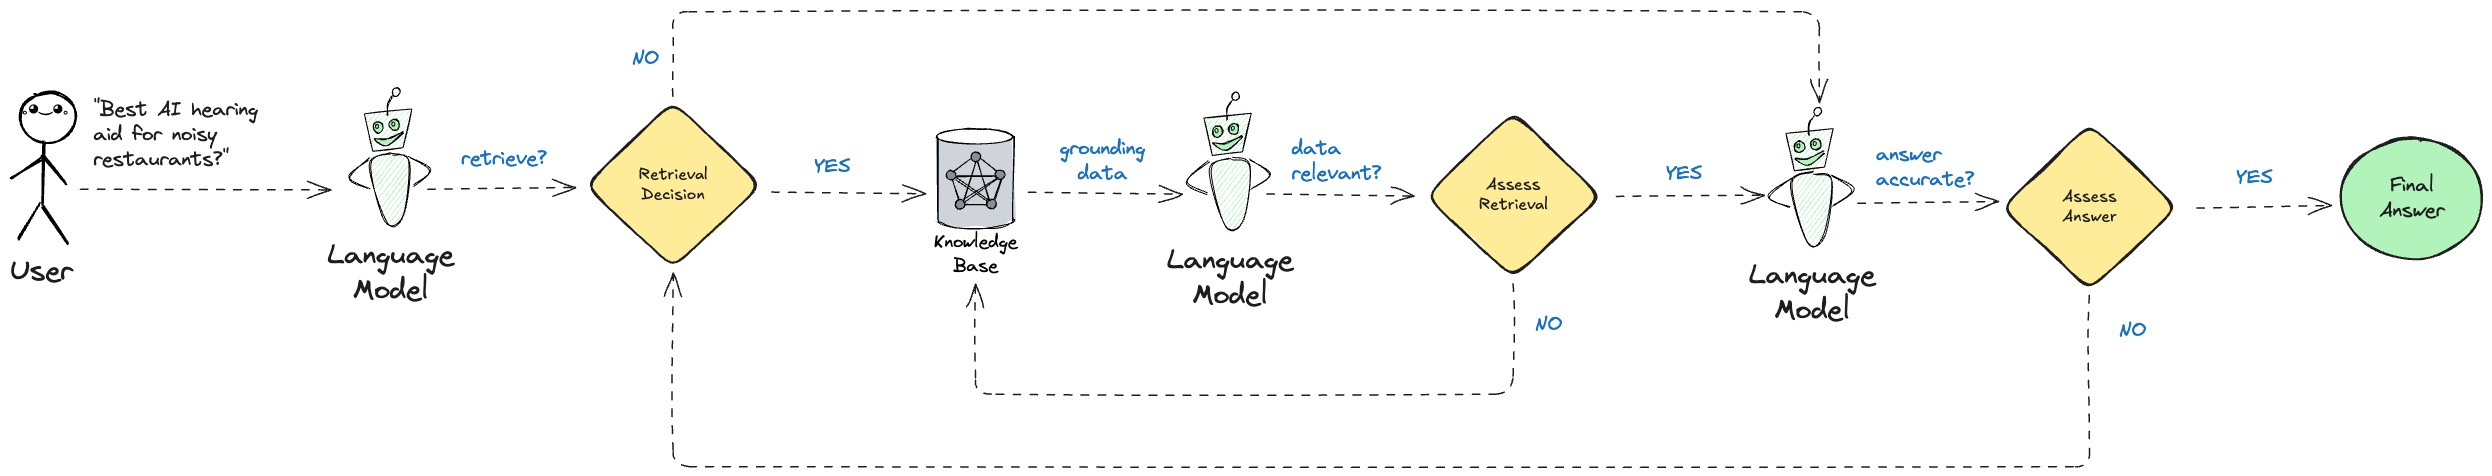 "Best AI hearing
aid for noisy
restaurants?"
User
Language
Model
retrieve?
NO
Retrieval
Decision
YES
Knowledge
Base
grounding
data
Language
Model
data
relevant?
Assess
Retrieval
NO
YES
Language
Model
answer
accurate?
Assess
Answer
NO
YES
Final
Answer